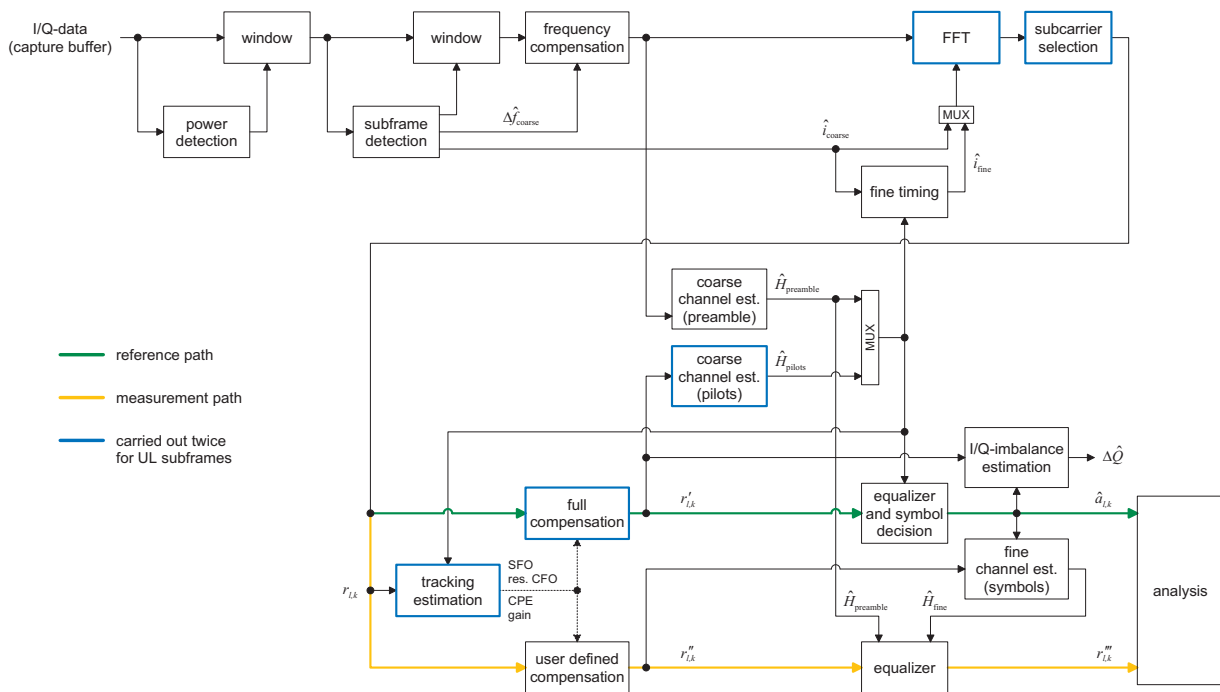 I/Q-data
(capture buffer)
window
window
frequency
compensation
FFT
subcarrier
selection
power
detection
subframe
detection
Δf̂coarse
MUX
îcoarse
îfine
fine timing
coarse
channel est.
(preamble)
Ĥpreamble
MUX
reference path
coarse
channel est.
(pilots)
Ĥpilots
measurement path
carried out twice
for UL subframes
I/Q-imbalance
estimation
ΔQ̂
full
compensation
r′l,k
equalizer
and symbol
decision
âl,k
fine
channel est.
(symbols)
analysis
rl,k
tracking
estimation
SFO
res. CFO
CPE
gain
Ĥpreamble
Ĥfine
user defined
compensation
r″l,k
equalizer
r‴l,k